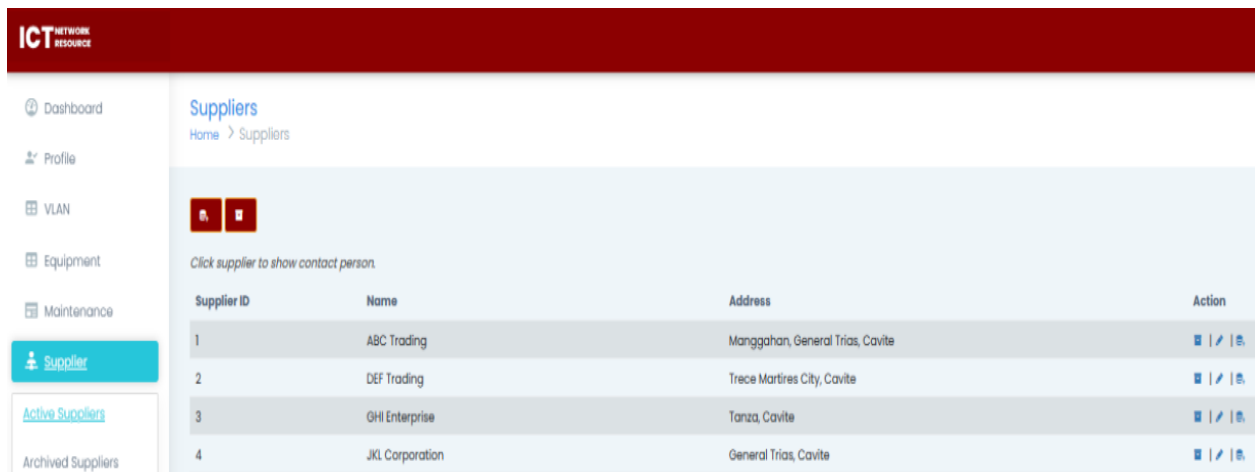 ICT NETWORK RESOURCE
Dashboard
Profile
VLAN
Equipment
Maintenance
Supplier
Active Suppliers
Archived Suppliers
Suppliers
Home > Suppliers
Click supplier to show contact person.
Supplier ID Name Address Action
1 ABC Trading Manggahan, General Trias, Cavite | |
2 DEF Trading Trece Martires City, Cavite | |
3 GHI Enterprise Tanza, Cavite | |
4 JKL Corporation General Trias, Cavite | |